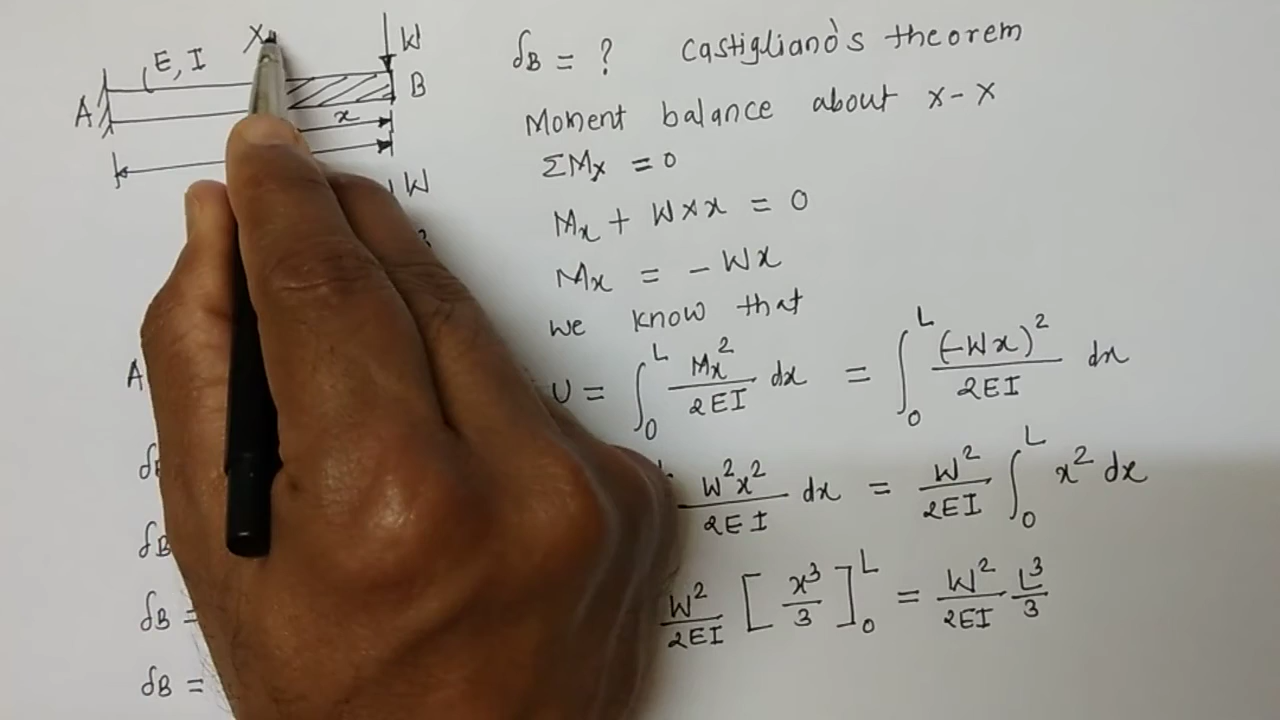 X
W
E, I
A
B
x
W
A
δB
δB
δB =
δB =
δB = ? Castigliano's theorem
Moment balance about x-x
ΣMx = 0
Mx + W×x = 0
Mx = - Wx
We know that
U = ∫₀ᴸ Mx²/2EI dx = ∫₀ᴸ (-Wx)²/2EI dx
W²x²/2EI dx = W²/2EI ∫₀ᴸ x² dx
W²/2EI [x³/3]₀ᴸ = W²/2EI L³/3